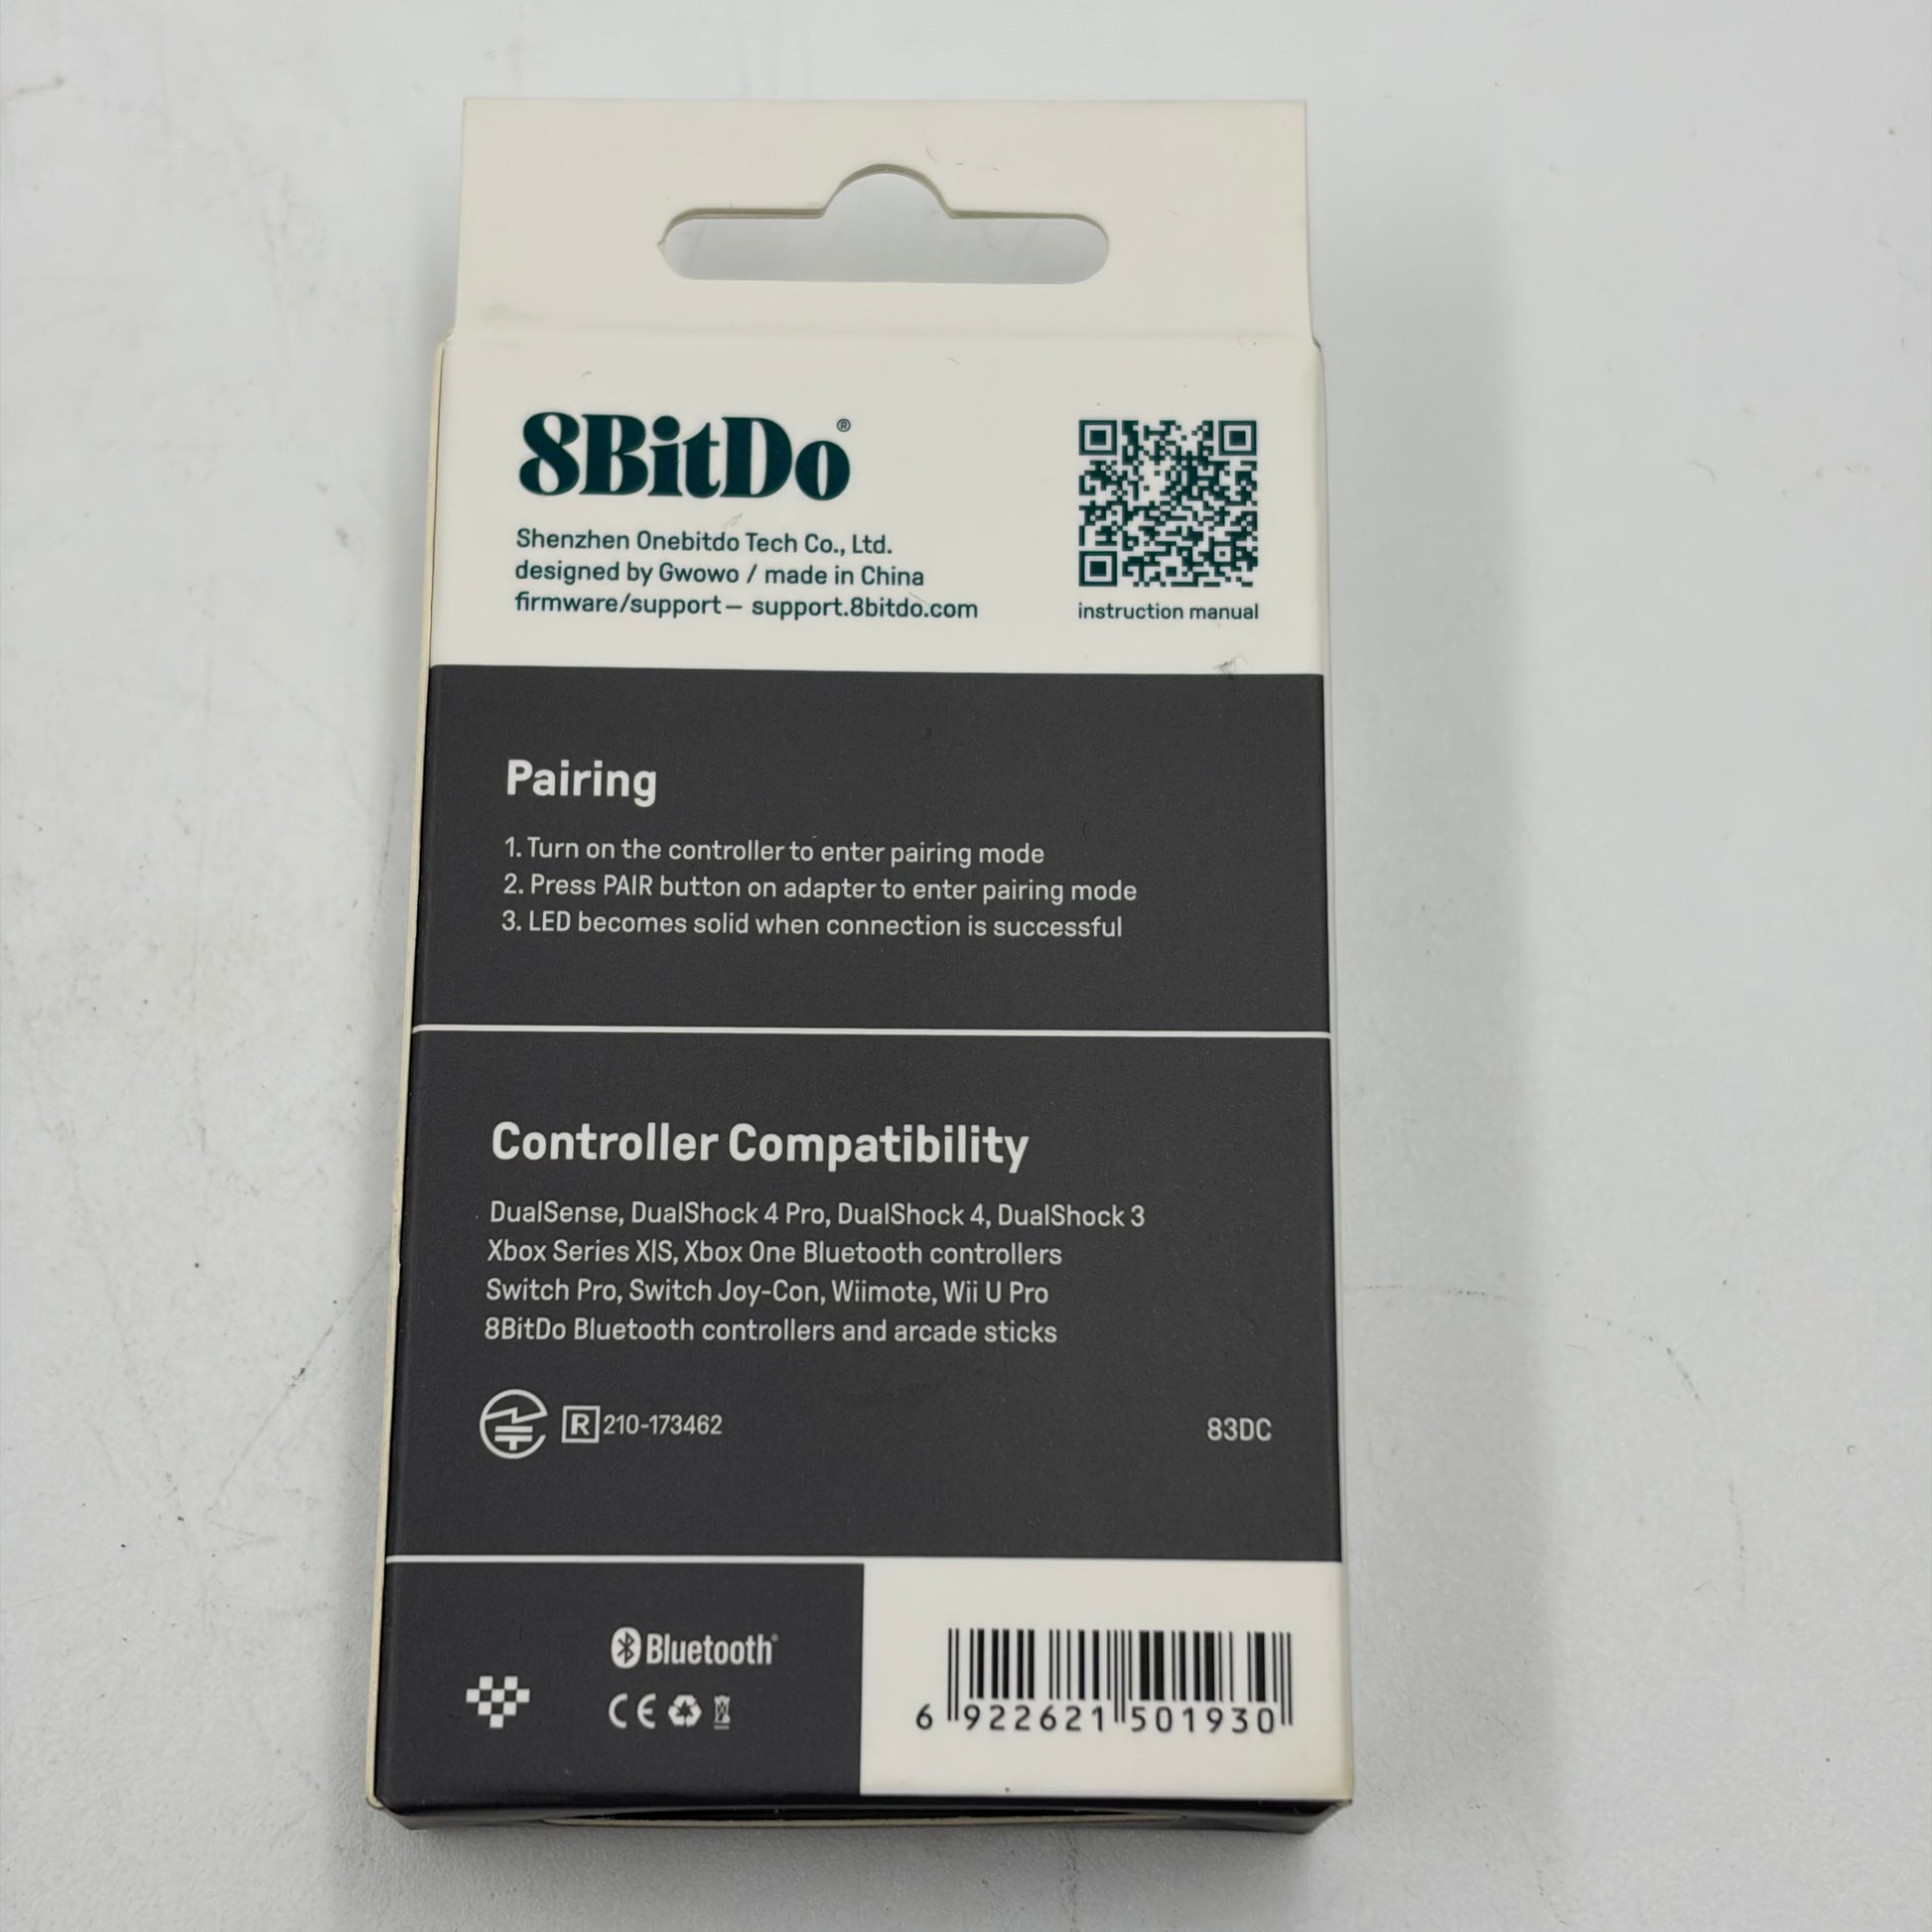 8BitDo®
Shenzhen Onebitdo Tech Co., Ltd.
designed by Gwowo / made in China
firmware/support— support.8bitdo.com
instruction manual
Pairing
1. Turn on the controller to enter pairing mode
2. Press PAIR button on adapter to enter pairing mode
3. LED becomes solid when connection is successful
Controller Compatibility
DualSense, DualShock 4 Pro, DualShock 4, DualShock 3
Xbox Series X|S, Xbox One Bluetooth controllers
Switch Pro, Switch Joy-Con, Wiimote, Wii U Pro
8BitDo Bluetooth controllers and arcade sticks
R 210-173462
83DC
Bluetooth®
CE
6 922621 501930